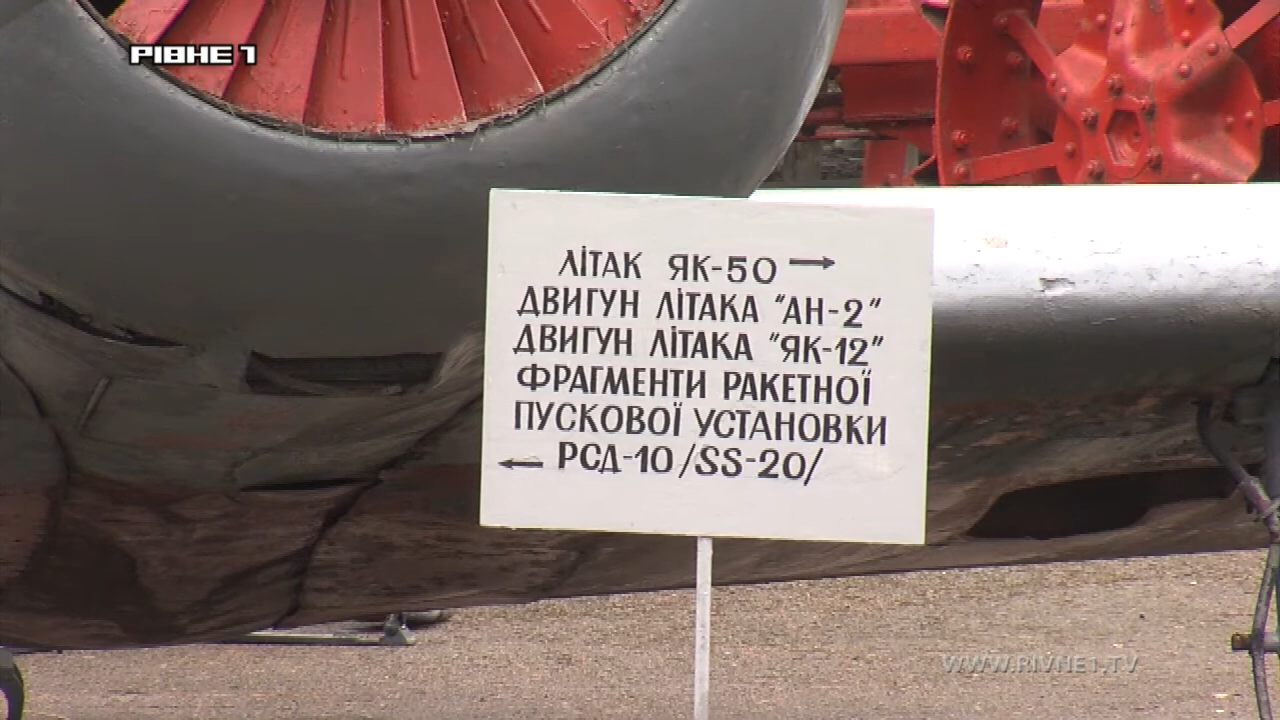 РІВНЕ 1
ЛІТАК ЯК-50 →
ДВИГУН ЛІТАКА "АН-2"
ДВИГУН ЛІТАКА "ЯК-12"
ФРАГМЕНТИ РАКЕТНОЇ
ПУСКОВОЇ УСТАНОВКИ
← РСД-10 /SS-20/
WWW.RIVNE1.TV